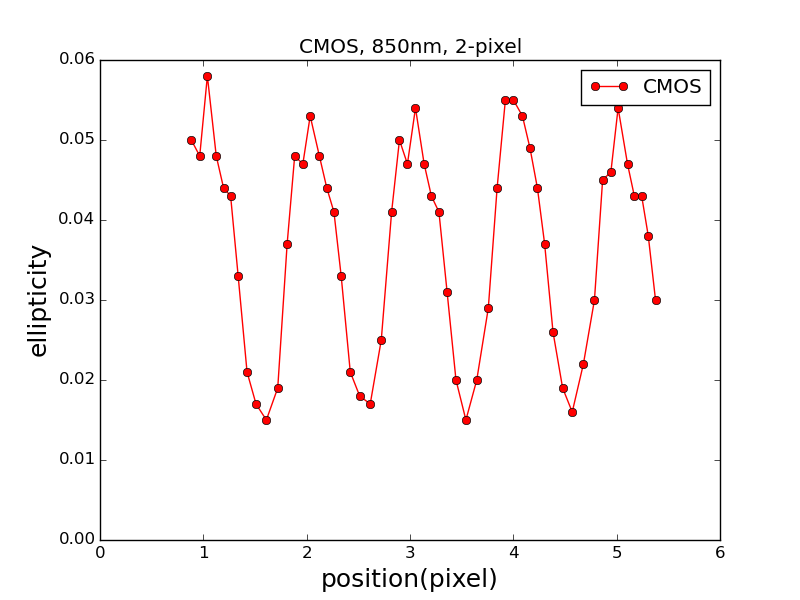 CMOS, 850nm, 2-pixel
CMOS
0.06
0.05
0.04
0.03
0.02
0.01
0.00
ellipticity
0 1 2 3 4 5 6
position(pixel)